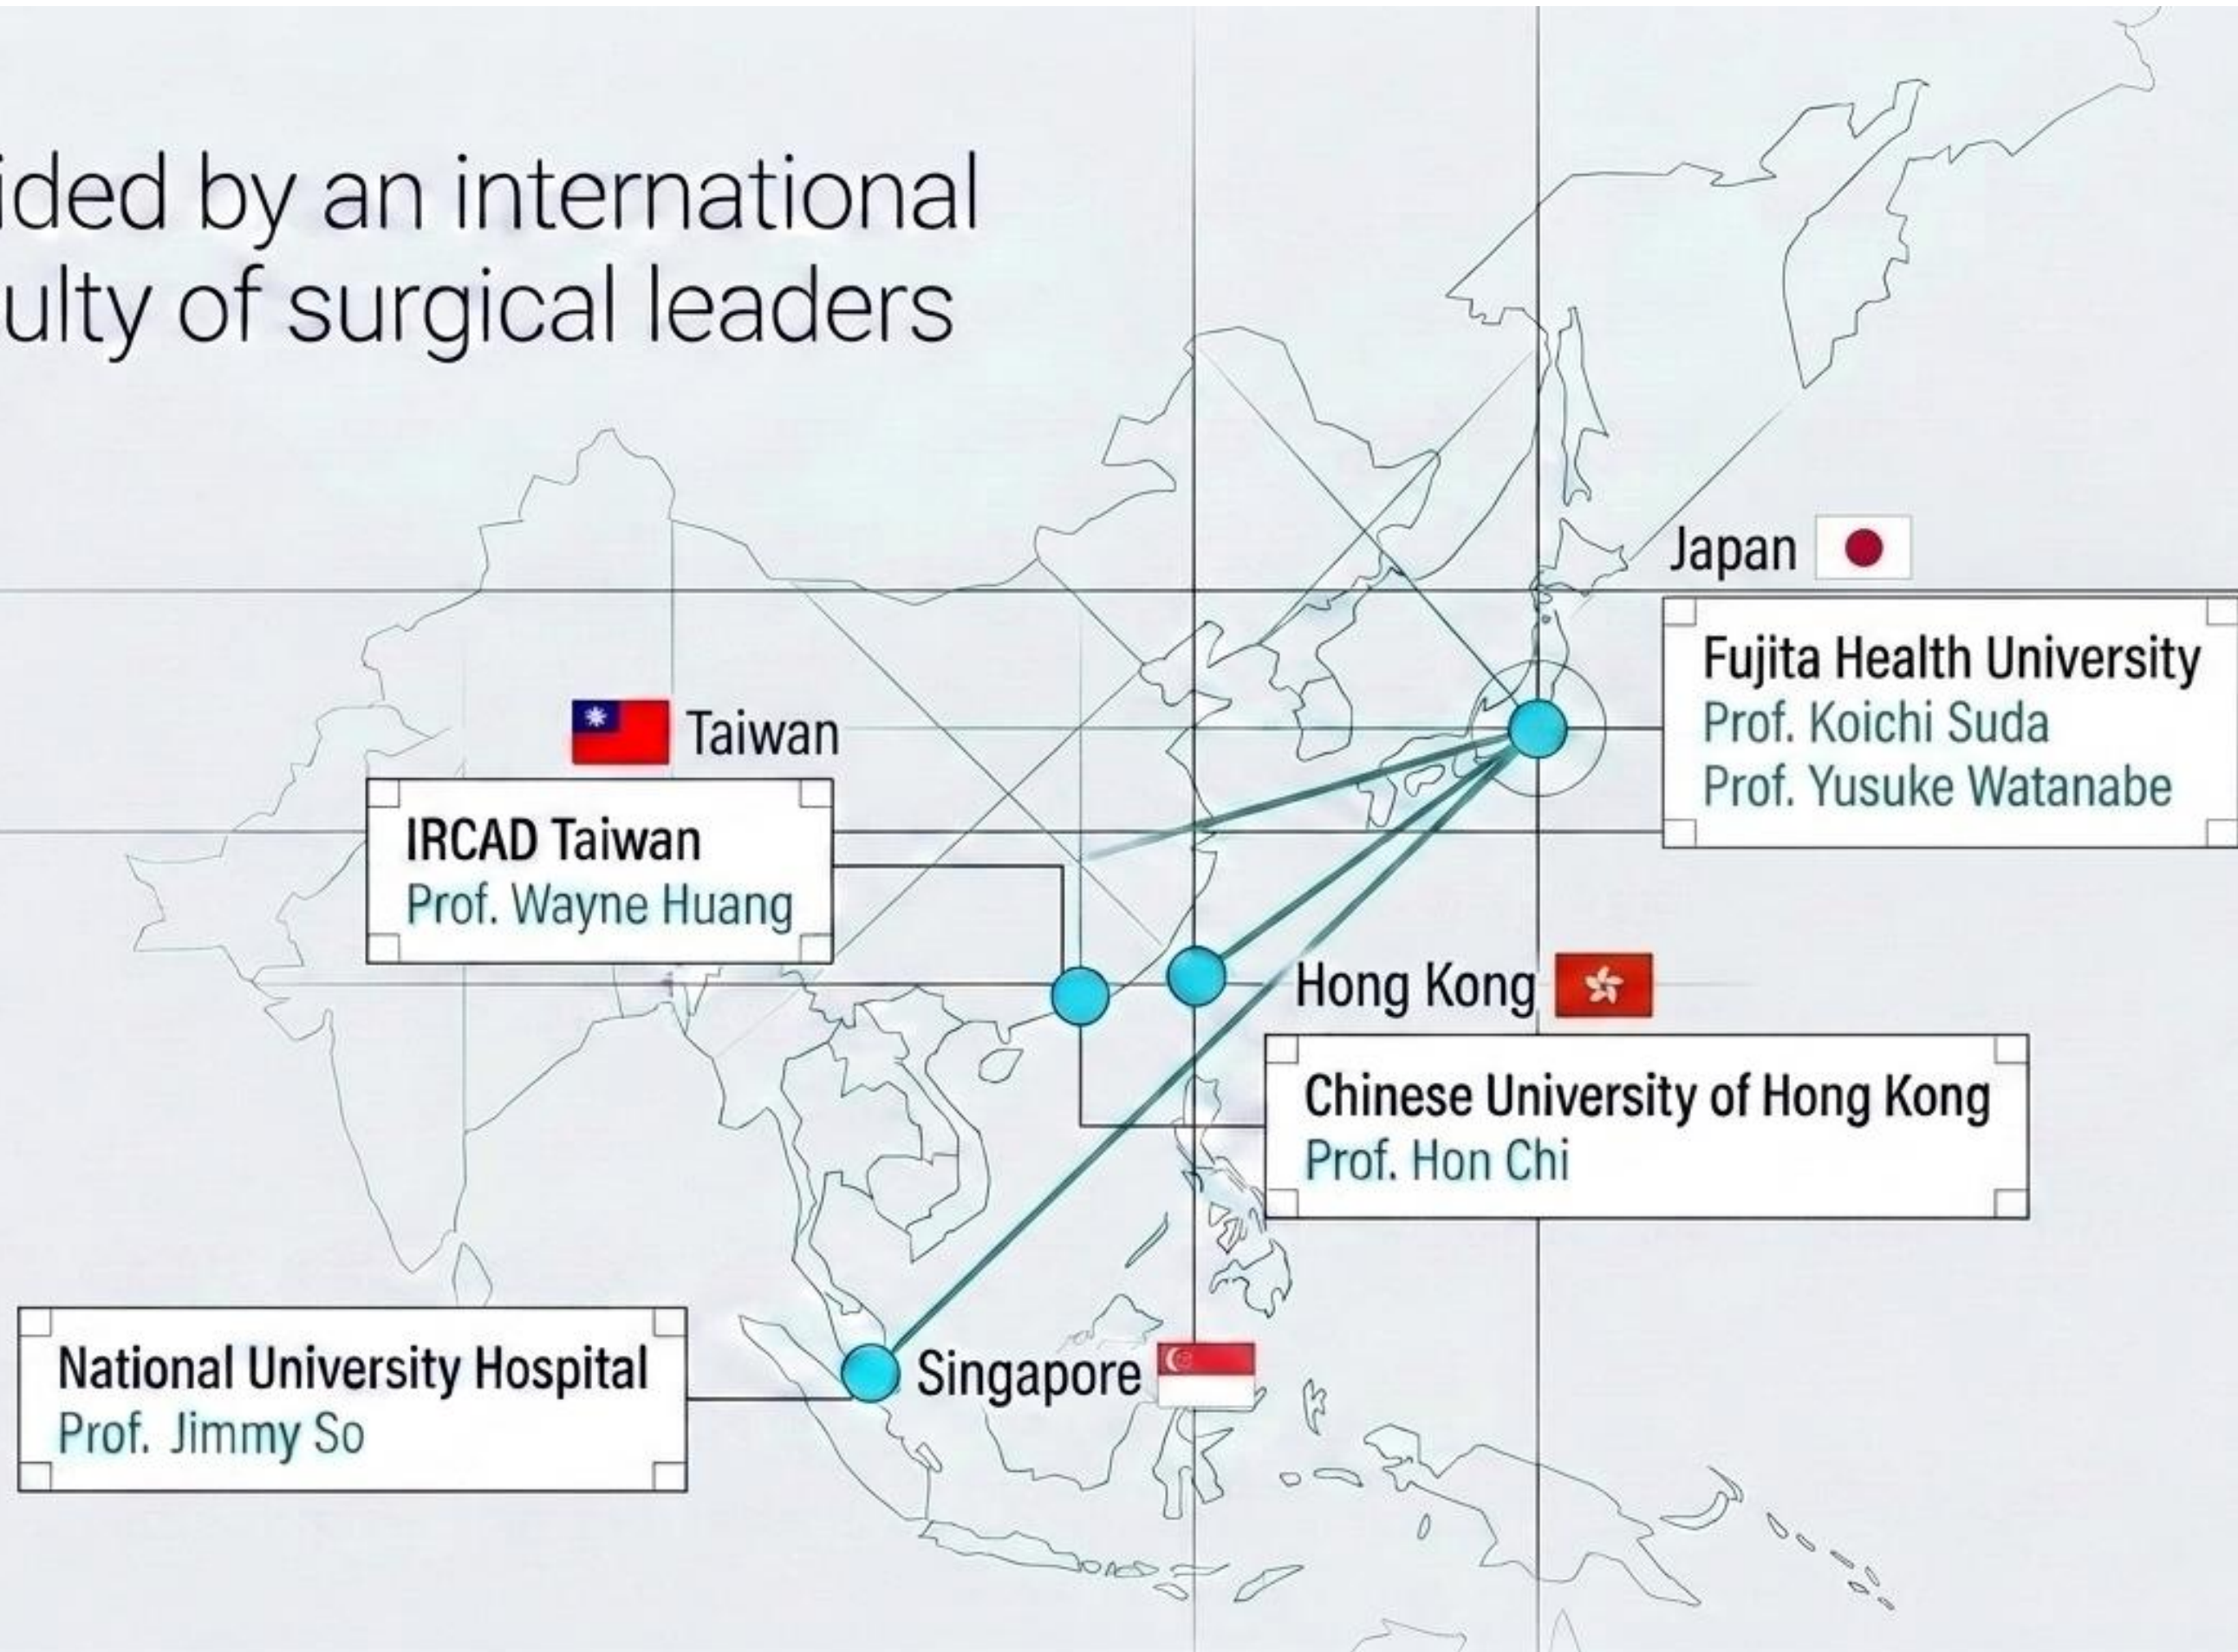 ided by an international
ulty of surgical leaders
Japan
Fujita Health University
Prof. Koichi Suda
Prof. Yusuke Watanabe
Taiwan
IRCAD Taiwan
Prof. Wayne Huang
Hong Kong
Chinese University of Hong Kong
Prof. Hon Chi
Singapore
National University Hospital
Prof. Jimmy So